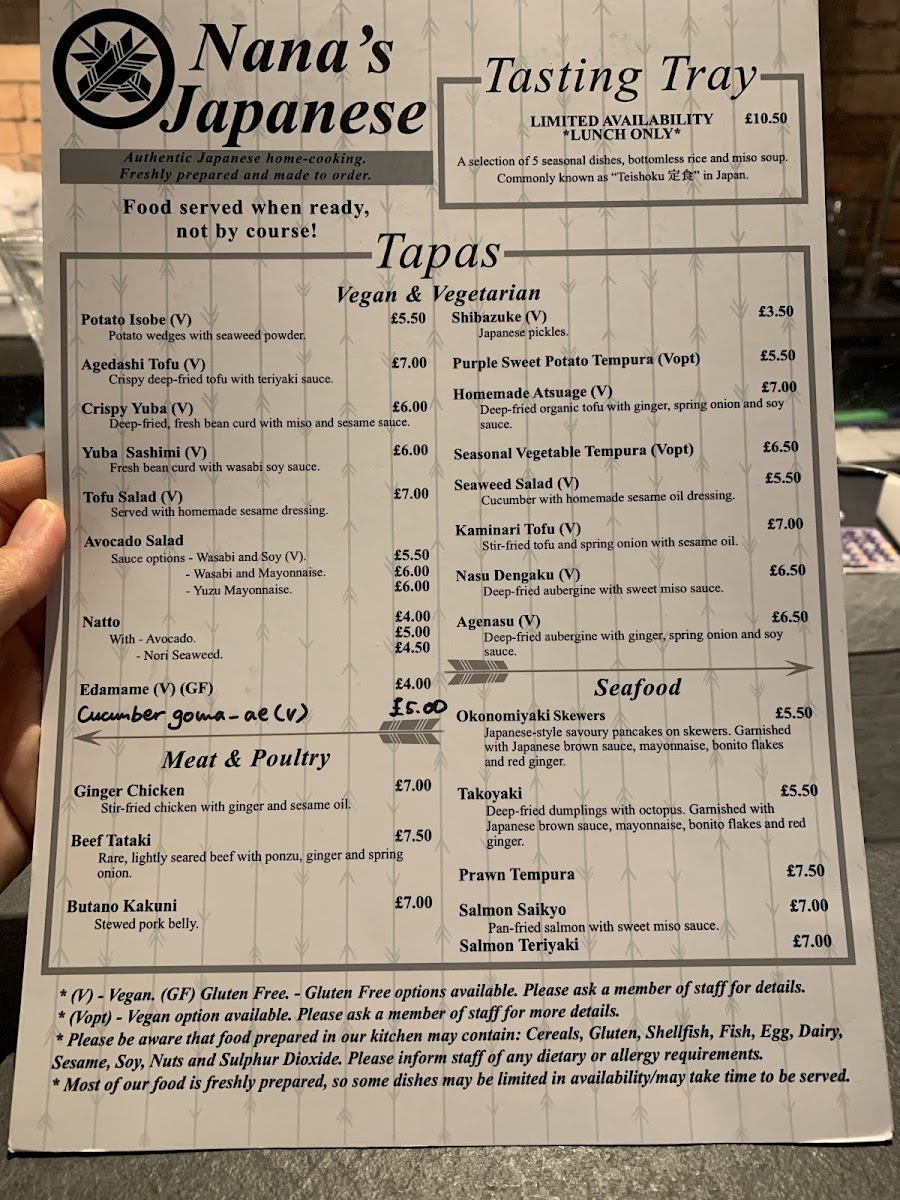 Nana's
Japanese
Authentic Japanese home-cooking.
Freshly prepared and made to order.
Food served when ready,
not by course!
Tasting Tray
LIMITED AVAILABILITY £10.50
*LUNCH ONLY*
A selection of 5 seasonal dishes, bottomless rice and miso soup.
Commonly known as "Teishoku 定食" in Japan.
Tapas
Vegan & Vegetarian
Potato Isobe (V) £5.50
Potato wedges with seaweed powder.
Agedashi Tofu (V) £7.00
Crispy deep-fried tofu with teriyaki sauce.
Crispy Yuba (V) £6.00
Deep-fried, fresh bean curd with miso and sesame sauce.
Yuba Sashimi (V) £6.00
Fresh bean curd with wasabi soy sauce.
Tofu Salad (V) £7.00
Served with homemade sesame dressing.
Avocado Salad
Sauce options - Wasabi and Soy (V). £5.50
- Wasabi and Mayonnaise. £6.00
- Yuzu Mayonnaise. £6.00
Natto £4.00
With - Avocado. £5.00
- Nori Seaweed. £4.50
Edamame (V) (GF) £4.00
Cucumber goma-ae (V) £5.00
Meat & Poultry
Ginger Chicken £7.00
Stir-fried chicken with ginger and sesame oil.
Beef Tataki £7.50
Rare, lightly seared beef with ponzu, ginger and spring
onion.
Butano Kakuni £7.00
Stewed pork belly.
Shibazuke (V) £3.50
Japanese pickles.
Purple Sweet Potato Tempura (Vopt) £5.50
Homemade Atsuage (V) £7.00
Deep-fried organic tofu with ginger, spring onion and soy
sauce.
Seasonal Vegetable Tempura (Vopt) £6.50
Seaweed Salad (V) £5.50
Cucumber with homemade sesame oil dressing.
Kaminari Tofu (V) £7.00
Stir-fried tofu and spring onion with sesame oil.
Nasu Dengaku (V) £6.50
Deep-fried aubergine with sweet miso sauce.
Agenasu (V) £6.50
Deep-fried aubergine with ginger, spring onion and soy
sauce.
Seafood
Okonomiyaki Skewers £5.50
Japanese-style savoury pancakes on skewers. Garnished
with Japanese brown sauce, mayonnaise, bonito flakes
and red ginger.
Takoyaki £5.50
Deep-fried dumplings with octopus. Garnished with
Japanese brown sauce, mayonnaise, bonito flakes and red
ginger.
Prawn Tempura £7.50
Salmon Saikyo £7.00
Pan-fried salmon with sweet miso sauce.
Salmon Teriyaki £7.00
* (V) - Vegan. (GF) Gluten Free. - Gluten Free options available. Please ask a member of staff for details.
* (Vopt) - Vegan option available. Please ask a member of staff for more details.
* Please be aware that food prepared in our kitchen may contain: Cereals, Gluten, Shellfish, Fish, Egg, Dairy,
Sesame, Soy, Nuts and Sulphur Dioxide. Please inform staff of any dietary or allergy requirements.
* Most of our food is freshly prepared, so some dishes may be limited in availability/may take time to be served.